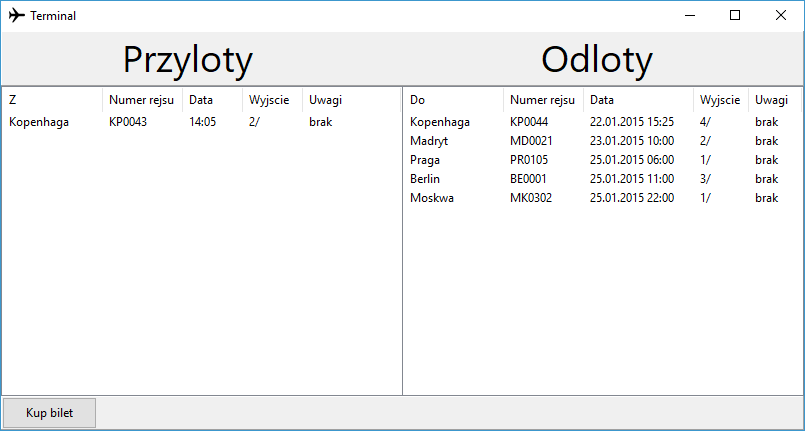 Terminal
Przyloty
Odloty
Z Numer rejsu Data Wyjscie Uwagi
Kopenhaga KP0043 14:05 2/ brak
Do Numer rejsu Data Wyjscie Uwagi
Kopenhaga KP0044 22.01.2015 15:25 4/ brak
Madryt MD0021 23.01.2015 10:00 2/ brak
Praga PR0105 25.01.2015 06:00 1/ brak
Berlin BE0001 25.01.2015 11:00 3/ brak
Moskwa MK0302 25.01.2015 22:00 1/ brak
Kup bilet